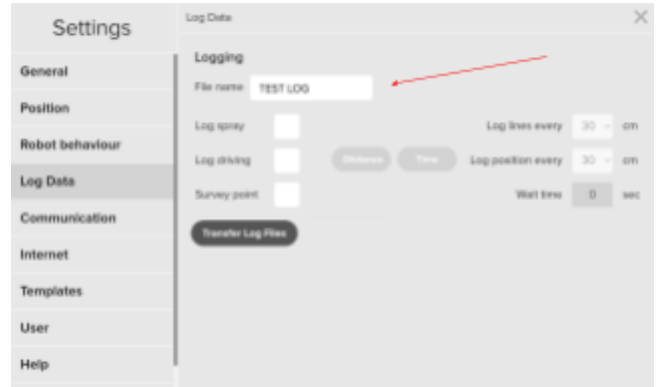 Settings
General
Position
Robot behaviour
Log Data
Communication
Internet
Templates
User
Help
Log Data
Logging
File name TEST LOG
Log spray Log lines every 30 cm
Log driving Distance Time Log position every 30 cm
Survey point Wait time 0 sec
Transfer Log Files